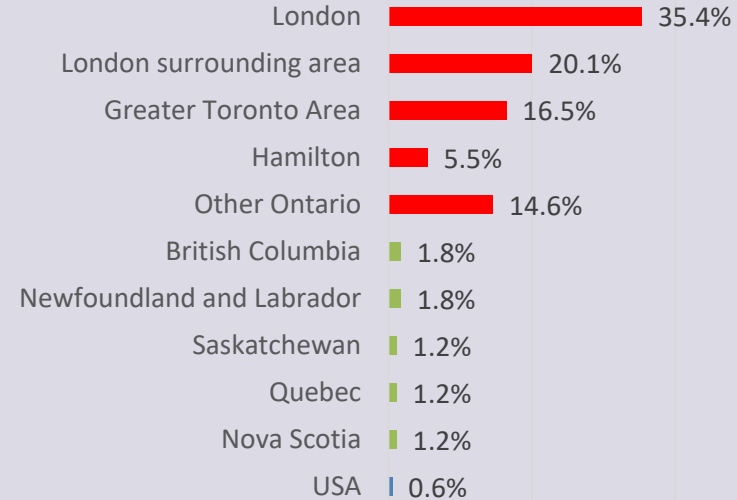 London 35.4%
London surrounding area 20.1%
Greater Toronto Area 16.5%
Hamilton 5.5%
Other Ontario 14.6%
British Columbia 1.8%
Newfoundland and Labrador 1.8%
Saskatchewan 1.2%
Quebec 1.2%
Nova Scotia 1.2%
USA 0.6%